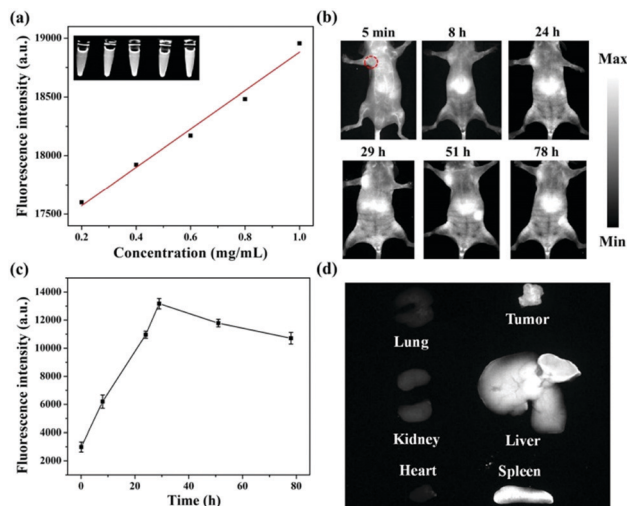 (a)
Fluorescence intensity (a.u.)
19000
18500
18000
17500
0.2 0.4 0.6 0.8 1.0
Concentration (mg/mL)
(b)
5 min 8 h 24 h
29 h 51 h 78 h
Max
Min
(c)
Fluorescence intensity (a.u.)
14000
12000
10000
8000
6000
4000
2000
0 20 40 60 80
Time (h)
(d)
Lung Tumor
Kidney Liver
Heart Spleen